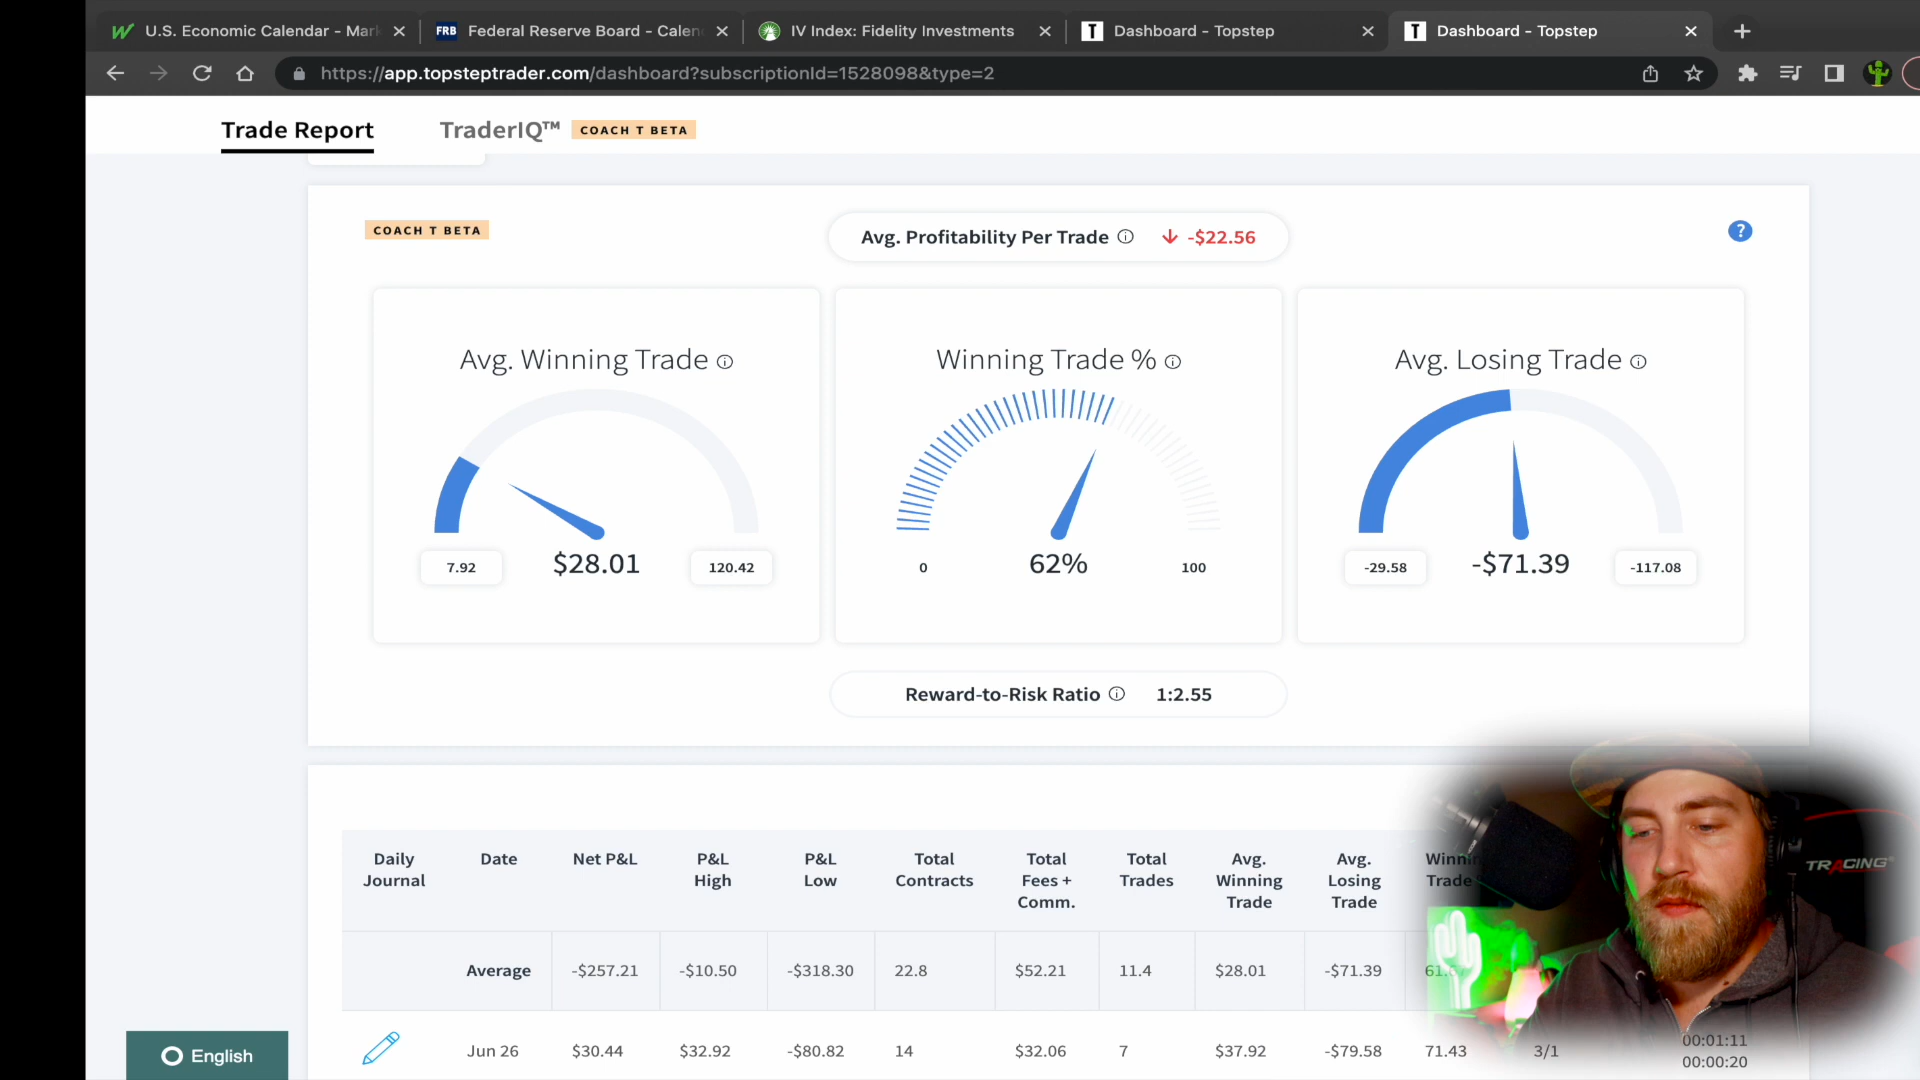 U.S. Economic Calendar - Mark
FRB Federal Reserve Board - Calen
IV Index: Fidelity Investments
T Dashboard - Topstep
T Dashboard - Topstep
https://app.topsteptrader.com/dashboard?subscriptionId=1528098&type=2
Trade Report TraderIQ™ COACH T BETA
COACH T BETA
Avg. Profitability Per Trade -$22.56
?
Avg. Winning Trade
7.92 $28.01 120.42
Winning Trade %
0 62% 100
Avg. Losing Trade
-29.58 -$71.39 -117.08
Reward-to-Risk Ratio 1:2.55
Daily Journal Date Net P&L P&L High P&L Low Total Contracts Total Fees + Comm. Total Trades Avg. Winning Trade Avg. Losing Trade Winnin Trade
Average -$257.21 -$10.50 -$318.30 22.8 $52.21 11.4 $28.01 -$71.39
Jun 26 $30.44 $32.92 -$80.82 14 $32.06 7 $37.92 -$79.58 71.43 3/1 00:01:11
00:00:20
English
TRACING